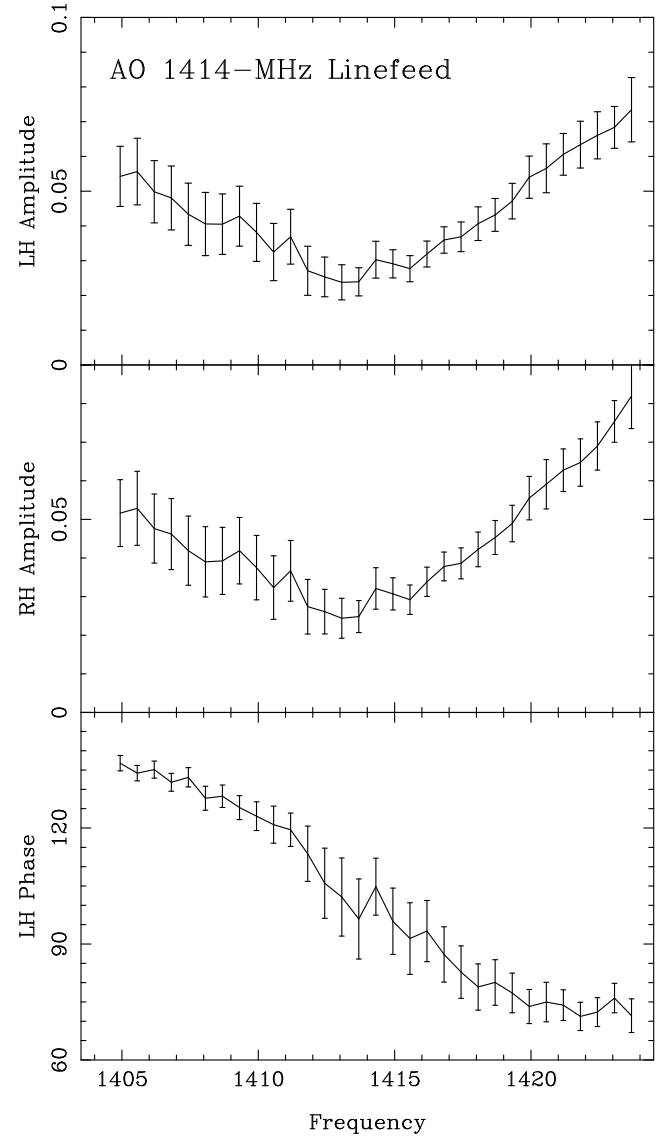 0.1
AO 1414−MHz Linefeed
LH Amplitude
0.05
0
RH Amplitude
0.05
0
LH Phase
120
90
60
1405 1410 1415 1420
Frequency